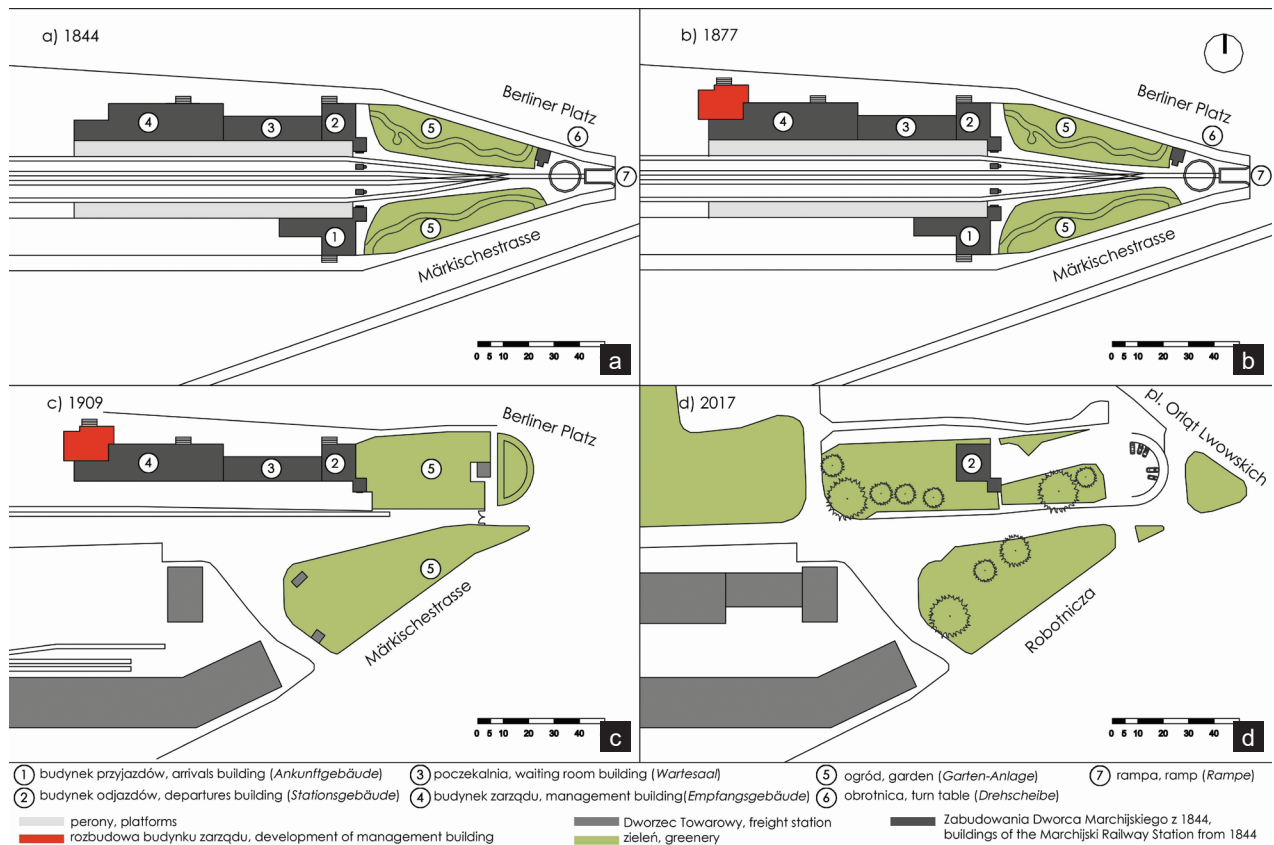 a) 1844
4
3
2
5
Berliner Platz
6
7
1
5
Märkischestrasse
0 5 10 20 40
a
b) 1877
4
3
2
5
Berliner Platz
6
7
1
5
Märkischestrasse
0 5 10 20 40
b
c) 1909
4
3
2
5
Berliner Platz
5
Märkischestrasse
0 5 10 20 40
c
d) 2017
2
pl. Orląt Lwowskich
Robotnicza
0 5 10 20 40
d
1 budynek przyjazdów, arrivals building (Ankunftgebäude)
2 budynek odjazdów, departures building (Stationsgebäude)
3 poczekalnia, waiting room building (Wartesaal)
4 budynek zarządu, management building(Empfangsgebäude)
5 ogród, garden (Garten-Anlage)
6 obrotnica, turn table (Drehscheibe)
7 rampa, ramp (Rampe)
perony, platforms
rozbudowa budynku zarządu, development of management building
Dworzec Towarowy, freight station
zieleń, greenery
Zabudowania Dworca Marchijskiego z 1844,
buildings of the Marchijski Railway Station from 1844